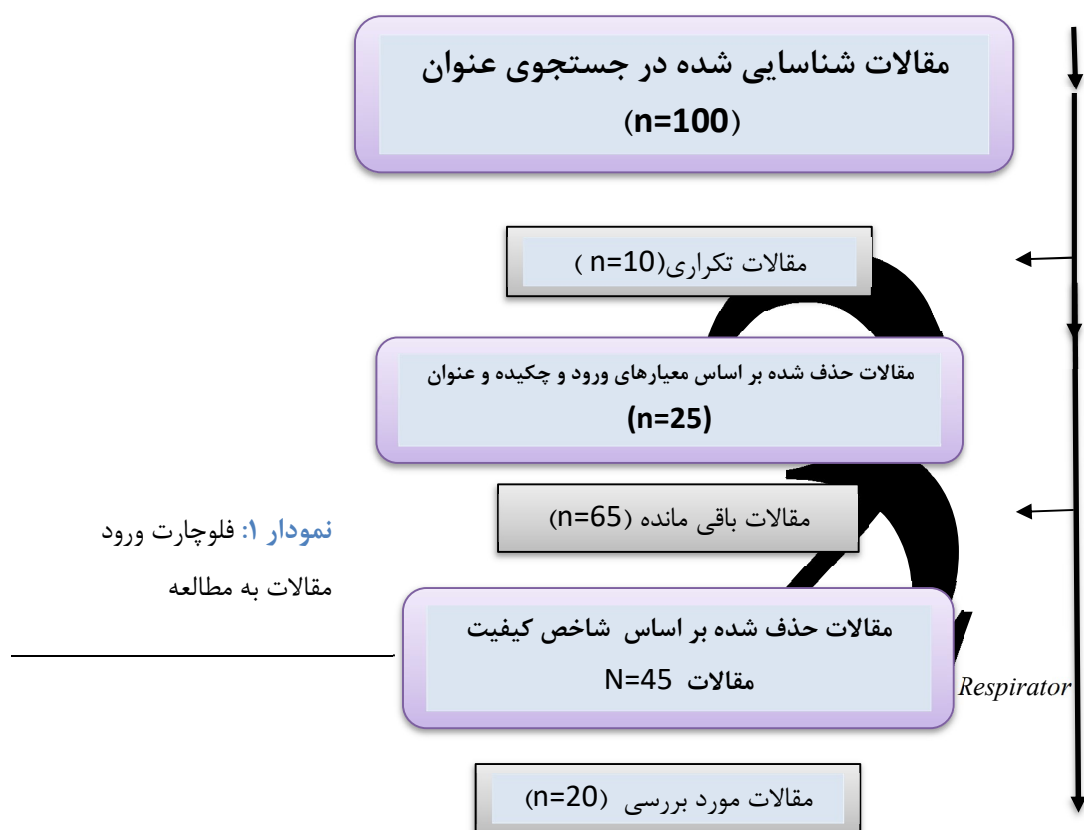 مقالات شناسایی شده در جستجوی عنوان
(n=100)
مقالات تکراری(n=10 )
مقالات حذف شده بر اساس معیارهای ورود و چکیده و عنوان
(n=25)
مقالات باقی مانده (n=65)
نمودار ۱: فلوچارت ورود
مقالات به مطالعه
مقالات حذف شده بر اساس شاخص کیفیت
مقالات N=45
Respirator
مقالات مورد بررسی (n=20)